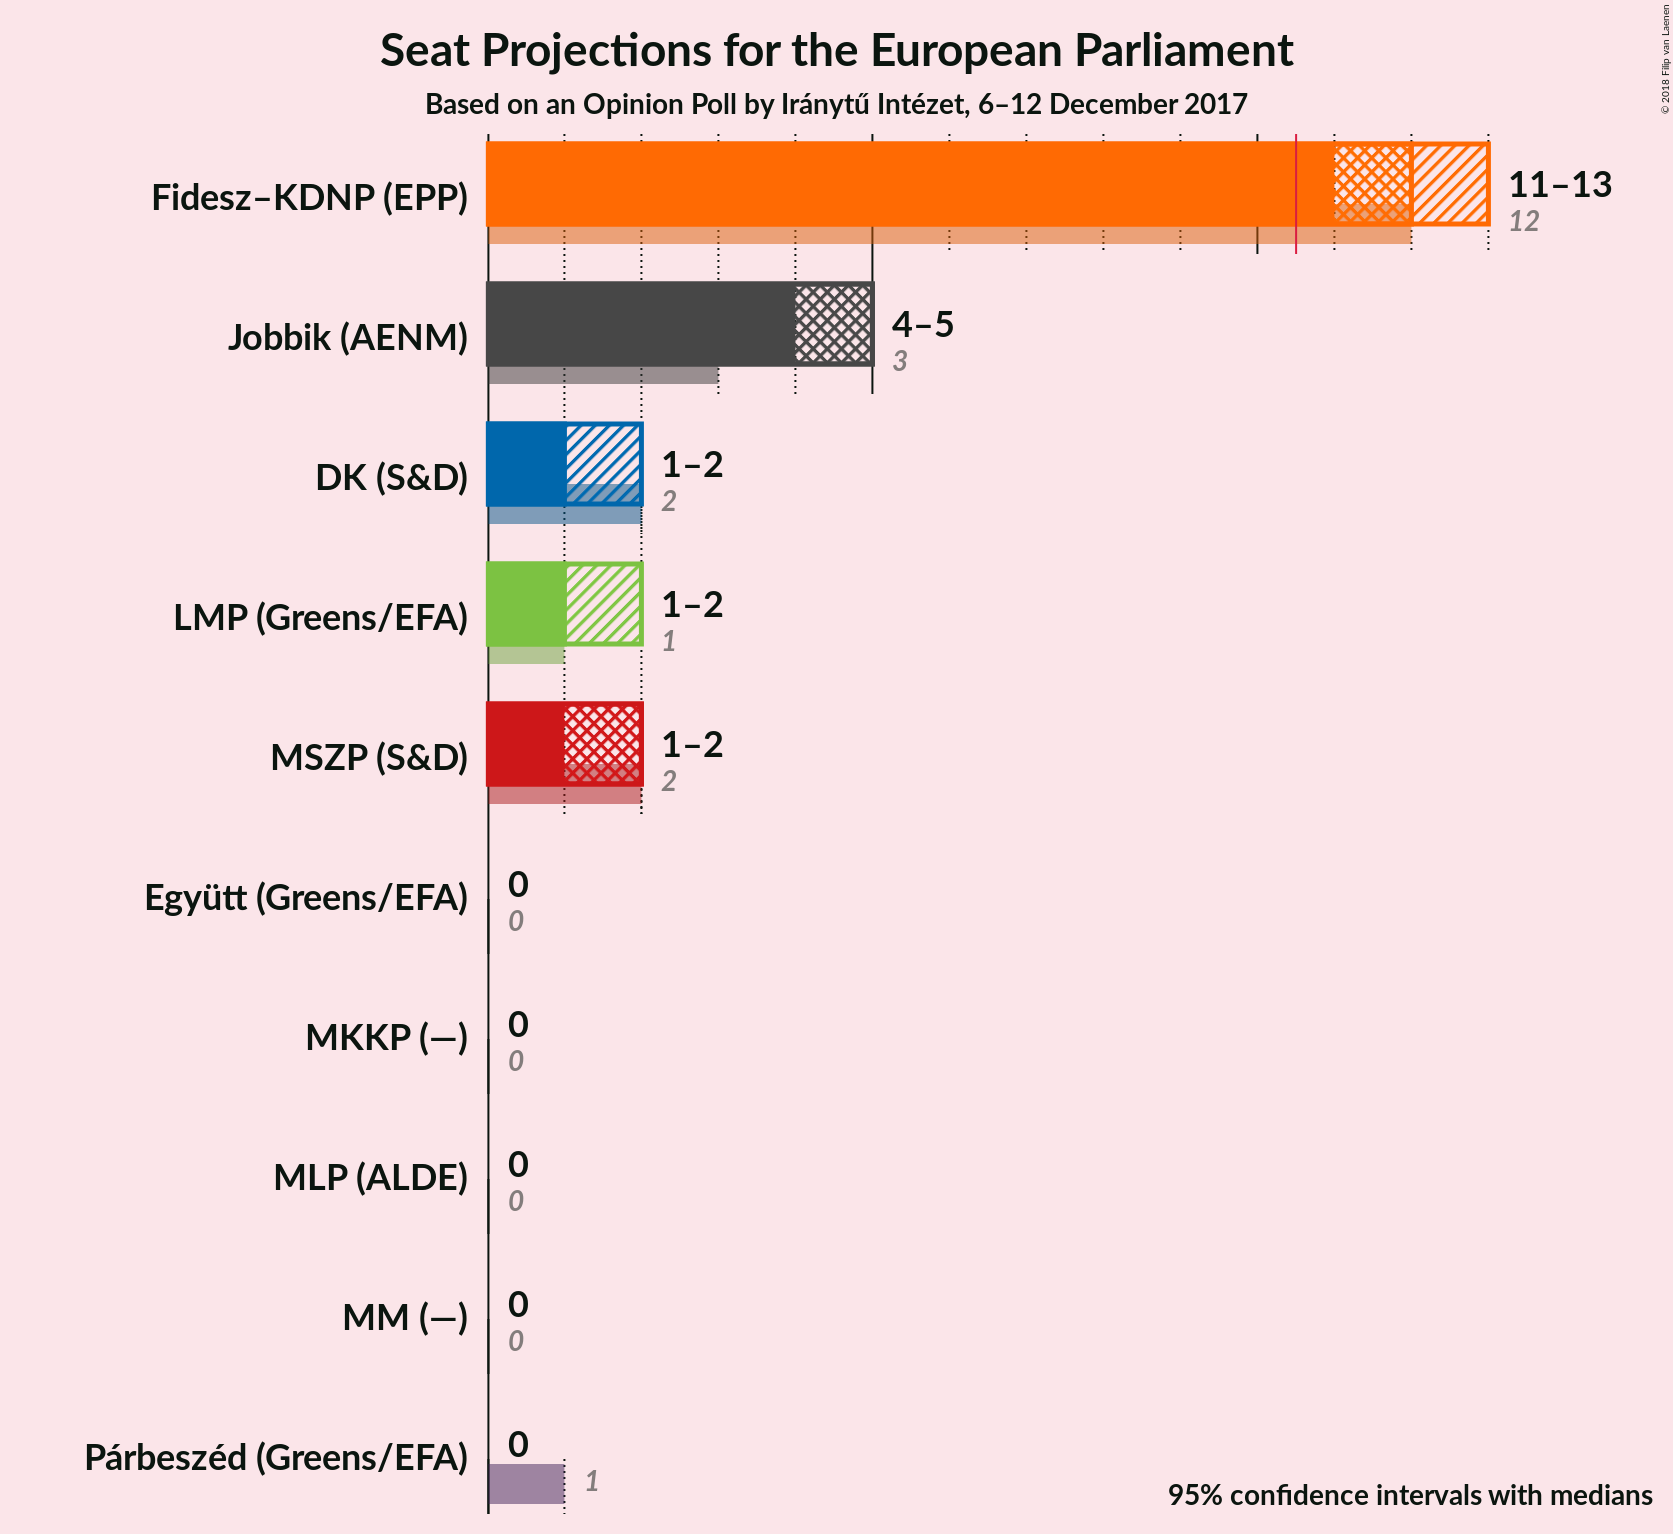 Seat Projections for the European Parliament
Based on an Opinion Poll by Iránytű Intézet, 6–12 December 2017
© 2018 Filip van Laenen
Fidesz–KDNP (EPP)
11–13
12
Jobbik (AENM)
4–5
3
DK (S&D)
1–2
2
LMP (Greens/EFA)
1–2
1
MSZP (S&D)
1–2
2
Együtt (Greens/EFA)
0
0
MKKP (—)
0
0
MLP (ALDE)
0
0
MM (—)
0
0
Párbeszéd (Greens/EFA)
0
1
95% confidence intervals with medians